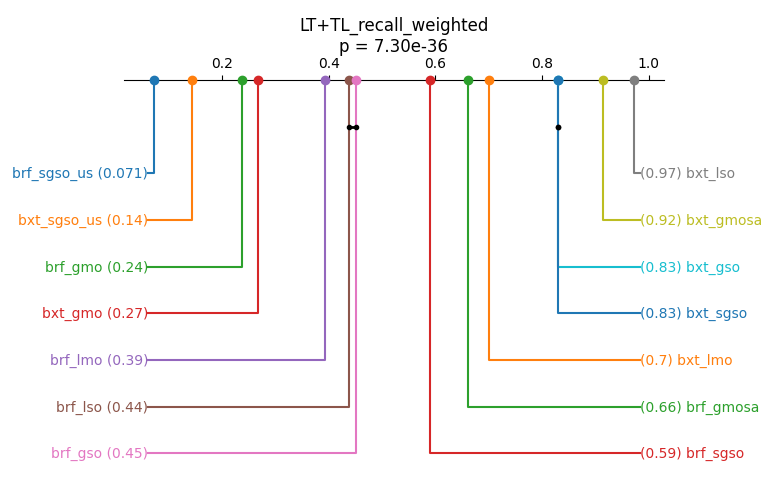 LT+TL_recall_weighted
p = 7.30e-36
0.2 0.4 0.6 0.8 1.0
brf_sgso_us (0.071) (0.97) bxt_lso
bxt_sgso_us (0.14) (0.92) bxt_gmosa
brf_gmo (0.24) (0.83) bxt_gso
bxt_gmo (0.27) (0.83) bxt_sgso
brf_lmo (0.39) (0.7) bxt_lmo
brf_lso (0.44) (0.66) brf_gmosa
brf_gso (0.45) (0.59) brf_sgso